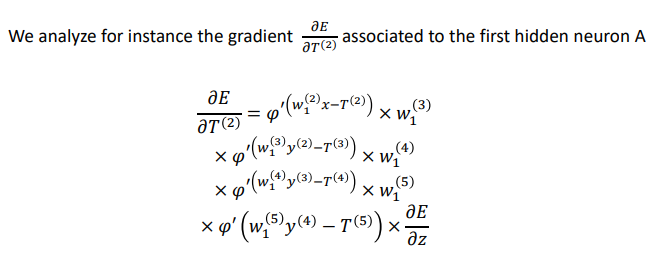 We analyze for instance the gradient ∂E/∂T⁽²⁾ associated to the first hidden neuron A
∂E/∂T⁽²⁾ = φ′(w₁⁽²⁾x−T⁽²⁾) × w₁⁽³⁾
× φ′(w₁⁽³⁾y⁽²⁾−T⁽³⁾) × w₁⁽⁴⁾
× φ′(w₁⁽⁴⁾y⁽³⁾−T⁽⁴⁾) × w₁⁽⁵⁾
× φ′(w₁⁽⁵⁾y⁽⁴⁾ − T⁽⁵⁾) × ∂E/∂z